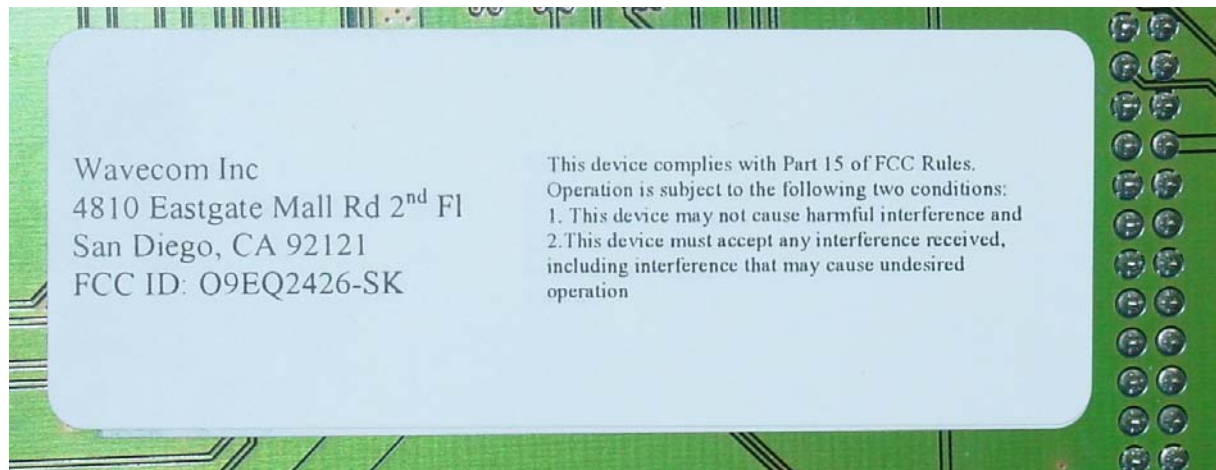 Wavecom Inc
4810 Eastgate Mall Rd 2nd Fl
San Diego, CA 92121
FCC ID: O9EQ2426-SK
This device complies with Part 15 of FCC Rules.
Operation is subject to the following two conditions:
1. This device may not cause harmful interference and
2.This device must accept any interference received,
including interference that may cause undesired
operation